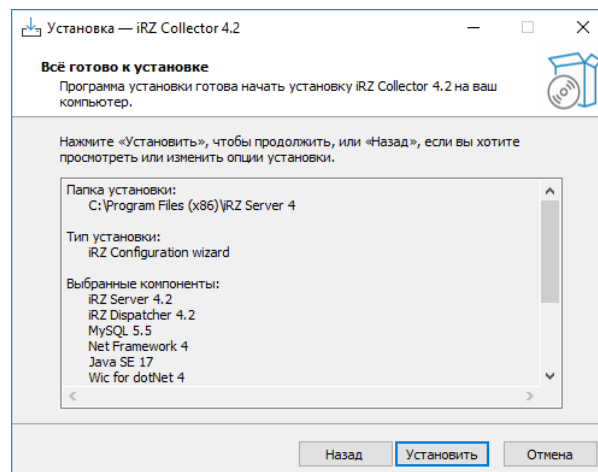 Установка — iRZ Collector 4.2
Всё готово к установке
Программа установки готова начать установку iRZ Collector 4.2 на ваш
компьютер.
Нажмите «Установить», чтобы продолжить, или «Назад», если вы хотите
просмотреть или изменить опции установки.
Папка установки:
C:\Program Files (x86)\iRZ Server 4
Тип установки:
iRZ Configuration wizard
Выбранные компоненты:
iRZ Server 4.2
iRZ Dispatcher 4.2
MySQL 5.5
Net Framework 4
Java SE 17
Wic for dotNet 4
Назад Установить Отмена